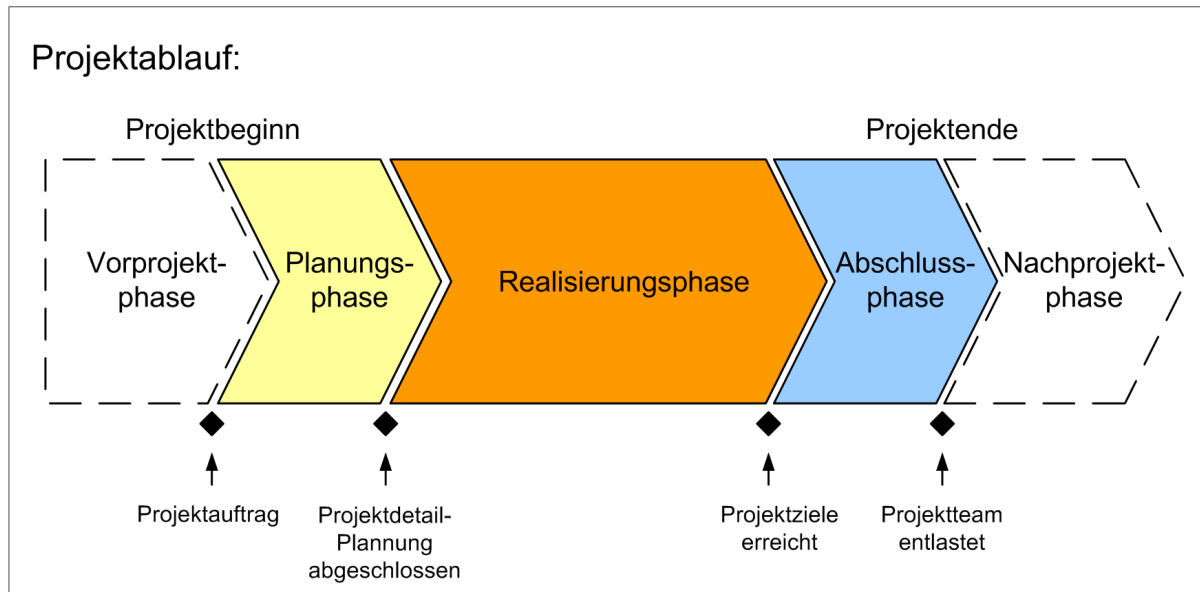 Projektablauf:
Projektbeginn
Projektende
Vorprojekt-
phase
Planungs-
phase
Realisierungsphase
Abschluss-
phase
Nachprojekt-
phase
Projektauftrag
Projektdetail-
Plannung
abgeschlossen
Projektziele
erreicht
Projektteam
entlastet